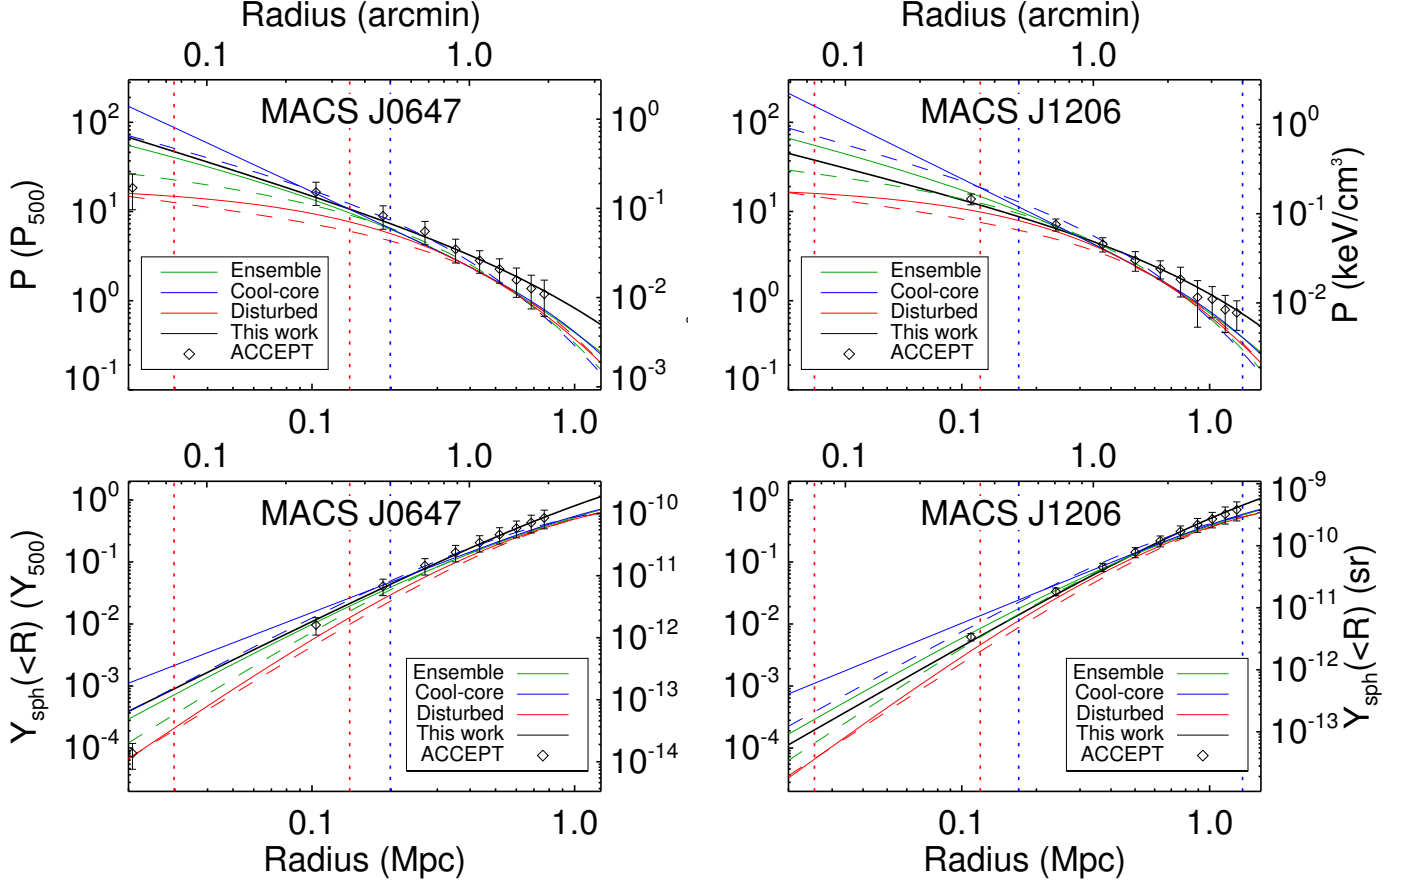 Radius (arcmin)
0.1 1.0
MACS J0647
P (P500)
10^2
10^1
10^0
10^-1
10^0
10^-1
10^-2
10^-3
Ensemble
Cool-core
Disturbed
This work
ACCEPT
0.1 1.0
Radius (arcmin)
0.1 1.0
MACS J1206
10^2
10^1
10^0
10^-1
10^0
10^-1
10^-2
P (keV/cm^3)
Ensemble
Cool-core
Disturbed
This work
ACCEPT
0.1 1.0
0.1 1.0
MACS J0647
Ysph(<R) (Y500)
10^0
10^-1
10^-2
10^-3
10^-4
10^-10
10^-11
10^-12
10^-13
10^-14
Ensemble
Cool-core
Disturbed
This work
ACCEPT
0.1 1.0
Radius (Mpc)
0.1 1.0
MACS J1206
10^0
10^-1
10^-2
10^-3
10^-4
10^-9
10^-10
10^-11
10^-12
10^-13
Ysph(<R) (sr)
Ensemble
Cool-core
Disturbed
This work
ACCEPT
0.1 1.0
Radius (Mpc)